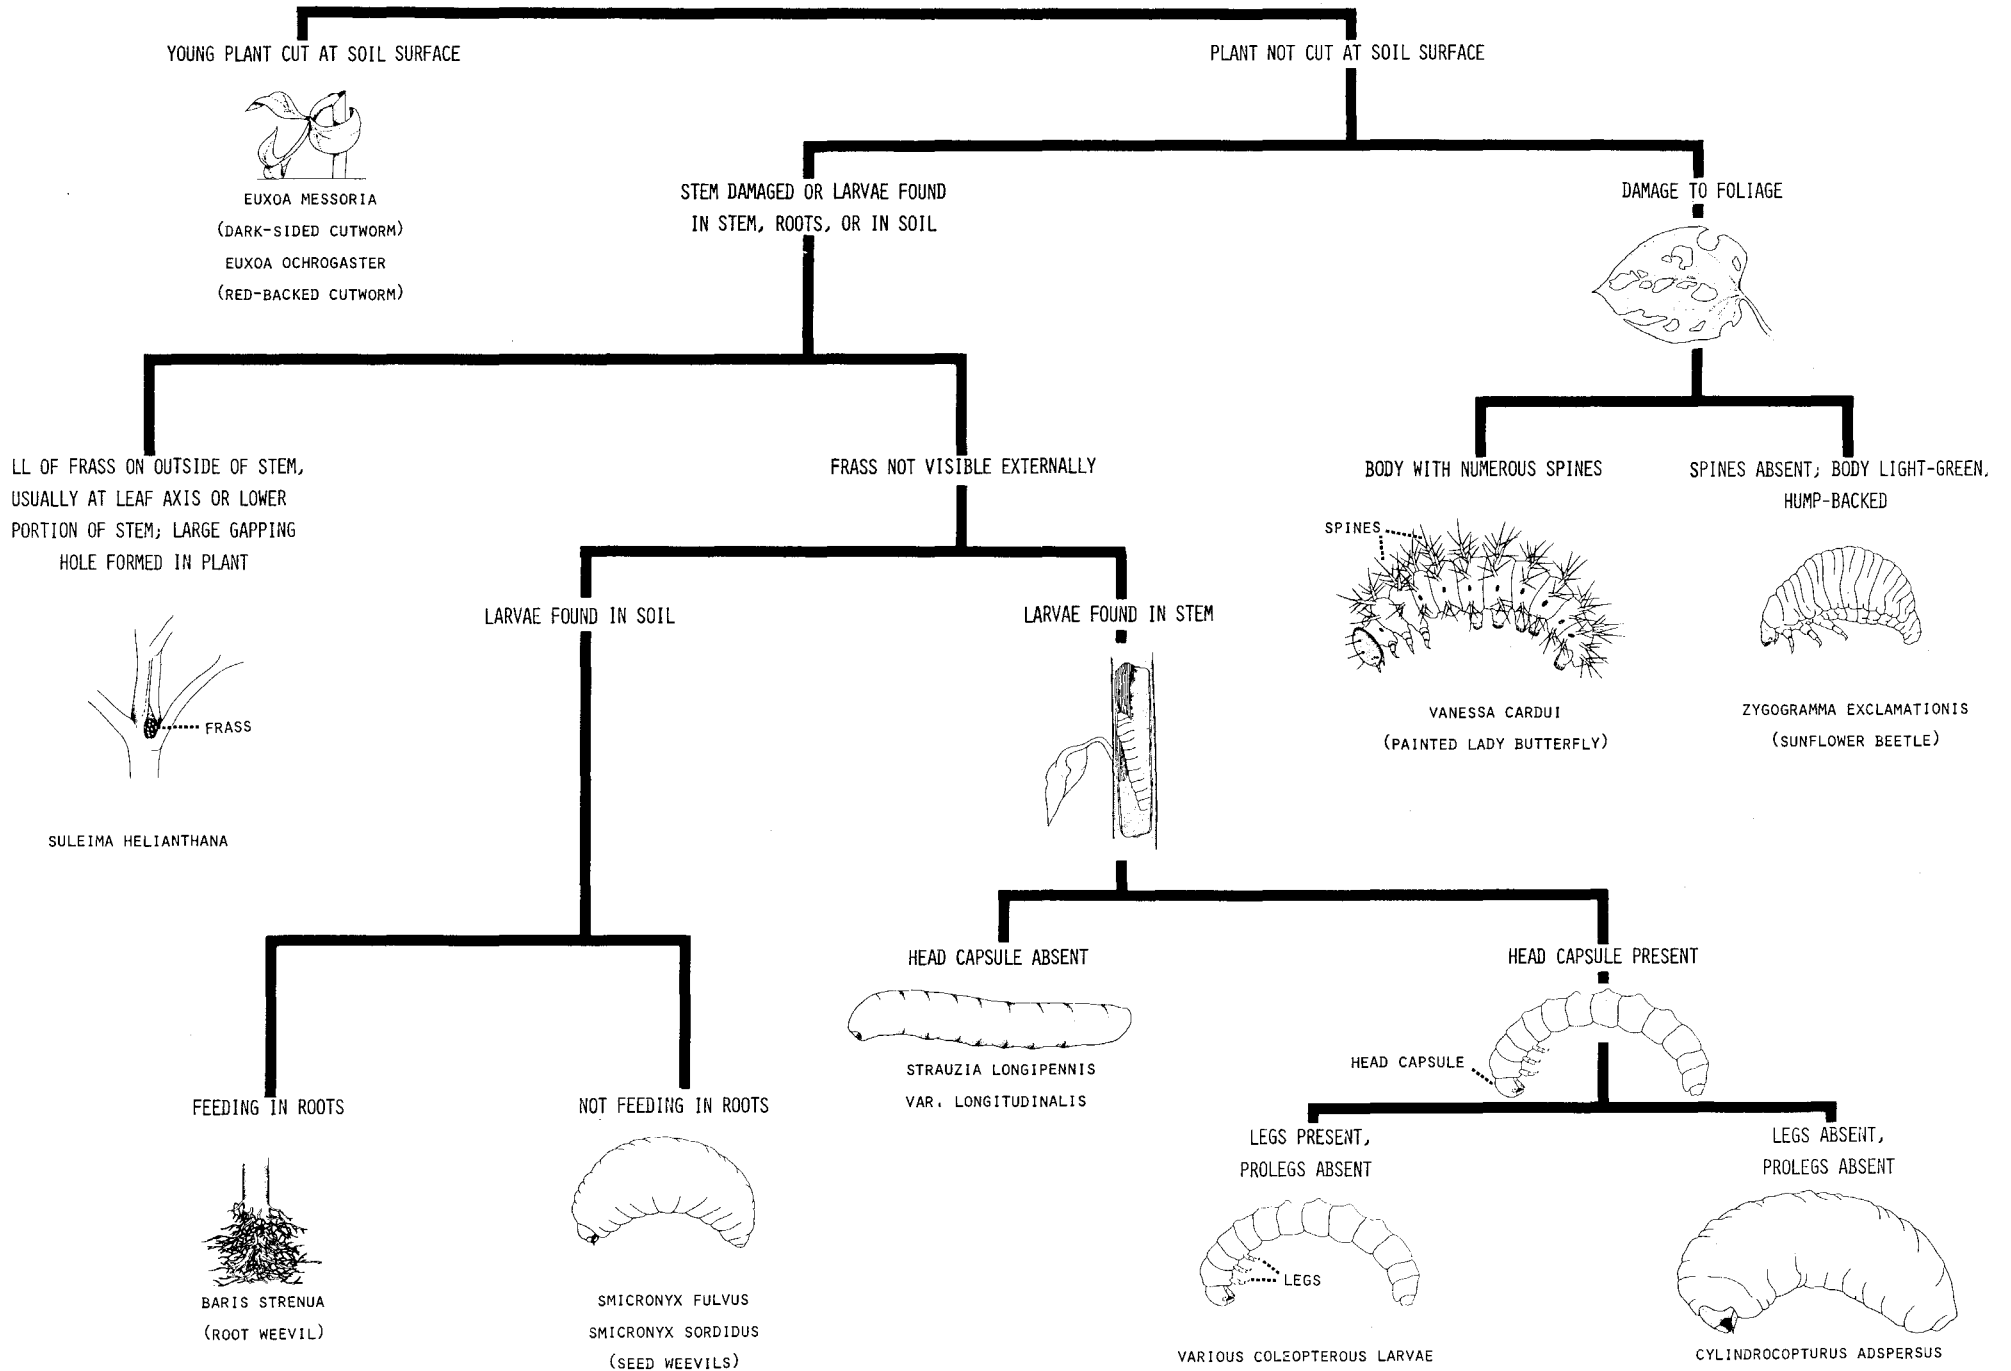 YOUNG PLANT CUT AT SOIL SURFACE
PLANT NOT CUT AT SOIL SURFACE
EUXOA MESSORIA
(DARK-SIDED CUTWORM)
EUXOA OCHROGASTER
(RED-BACKED CUTWORM)
STEM DAMAGED OR LARVAE FOUND
IN STEM, ROOTS, OR IN SOIL
DAMAGE TO FOLIAGE
LL OF FRASS ON OUTSIDE OF STEM,
USUALLY AT LEAF AXIS OR LOWER
PORTION OF STEM; LARGE GAPPING
HOLE FORMED IN PLANT
FRASS
SULEIMA HELIANTHANA
FRASS NOT VISIBLE EXTERNALLY
BODY WITH NUMEROUS SPINES
SPINES
VANESSA CARDUI
(PAINTED LADY BUTTERFLY)
SPINES ABSENT; BODY LIGHT-GREEN,
HUMP-BACKED
ZYGOGRAMMA EXCLAMATIONIS
(SUNFLOWER BEETLE)
LARVAE FOUND IN SOIL
LARVAE FOUND IN STEM
FEEDING IN ROOTS
BARIS STRENUA
(ROOT WEEVIL)
NOT FEEDING IN ROOTS
SMICRONYX FULVUS
SMICRONYX SORDIDUS
(SEED WEEVILS)
HEAD CAPSULE ABSENT
STRAUZIA LONGIPENNIS
VAR. LONGITUDINALIS
HEAD CAPSULE PRESENT
HEAD CAPSULE
LEGS PRESENT,
PROLEGS ABSENT
LEGS
VARIOUS COLEOPTEROUS LARVAE
LEGS ABSENT,
PROLEGS ABSENT
CYLINDROCOPTURUS ADSPERSUS